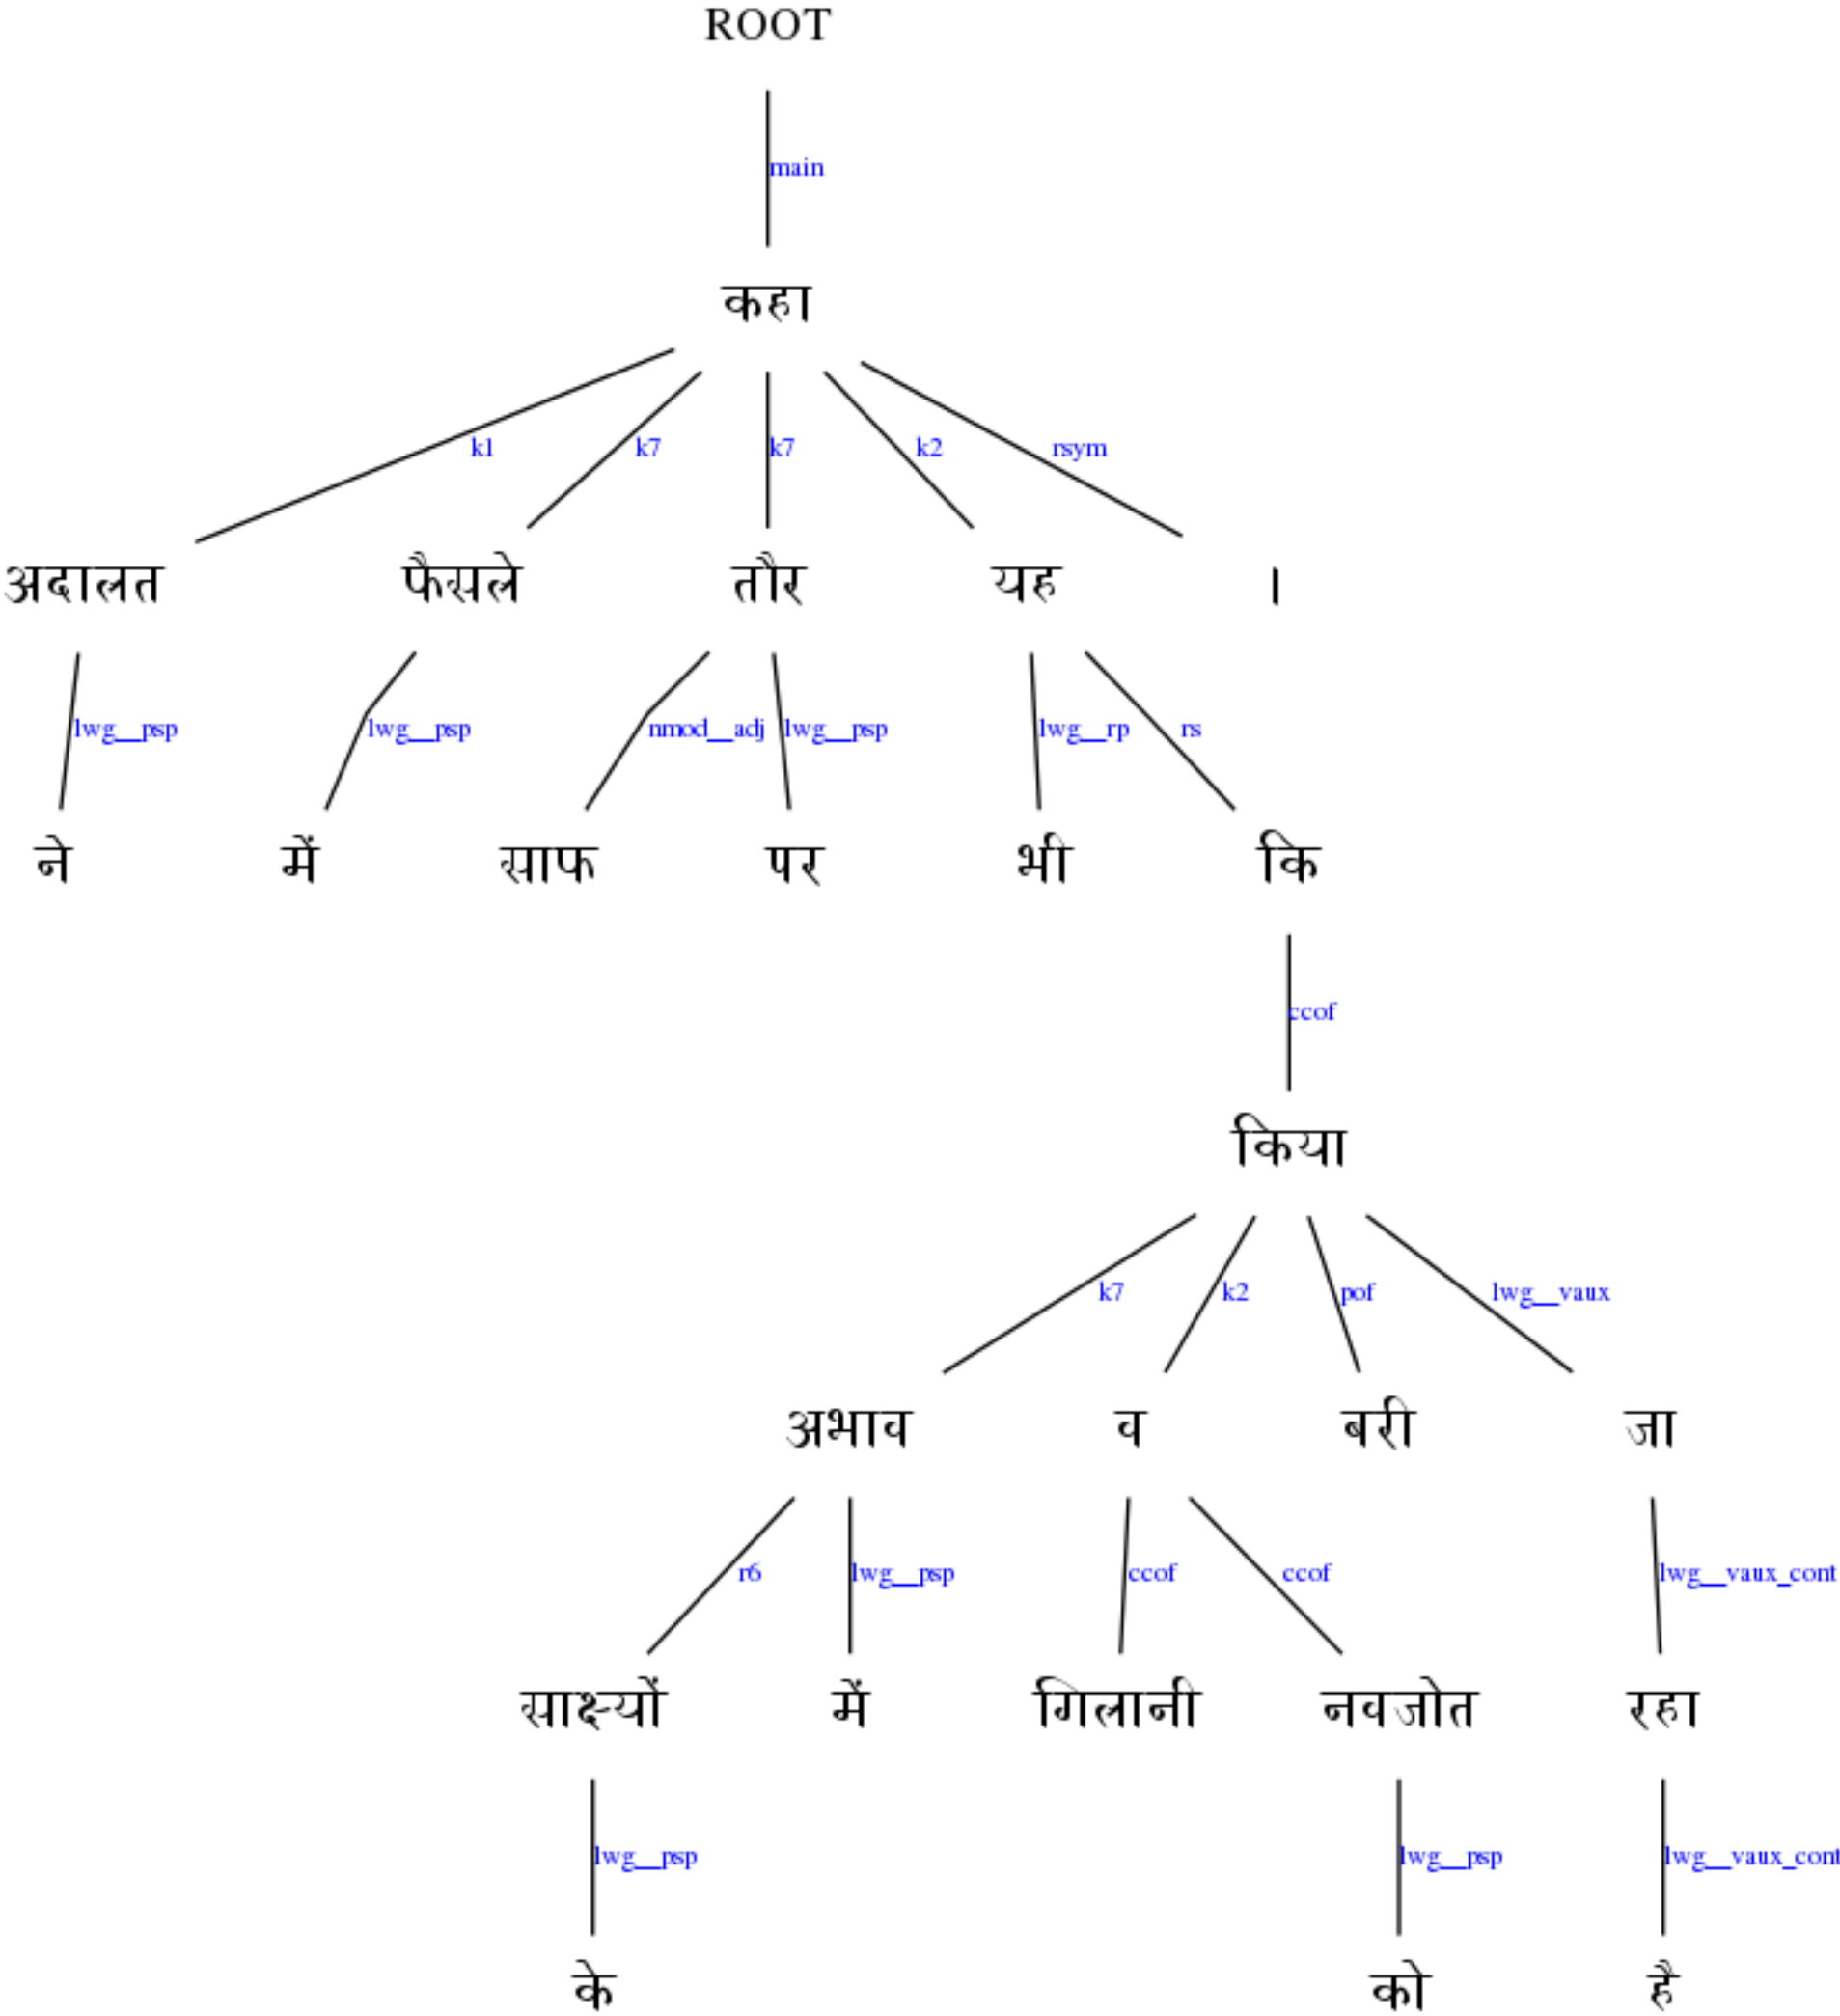 ROOT
main
कहा
k1 k7 k7 k2 rsym
अदालत फैसले तौर यह ।
lwg__psp lwg__psp nmod__adj lwg__psp lwg__rp rs
ने में साफ पर भी कि
ccof
किया
k7 k2 pof lwg__vaux
अभाव व बरी जा
r6 lwg__psp ccof ccof lwg__vaux_cont
साक्ष्यों में गिलानी नवजोत रहा
lwg__psp lwg__psp lwg__vaux_cont
के को है